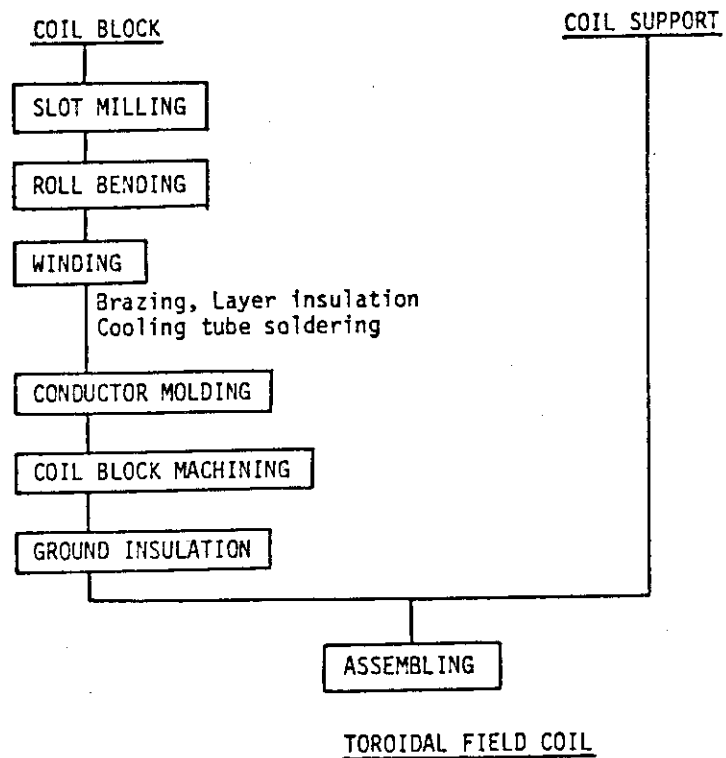 COIL BLOCK
COIL SUPPORT
SLOT MILLING
ROLL BENDING
WINDING
Brazing, Layer insulation
Cooling tube soldering
CONDUCTOR MOLDING
COIL BLOCK MACHINING
GROUND INSULATION
ASSEMBLING
TOROIDAL FIELD COIL